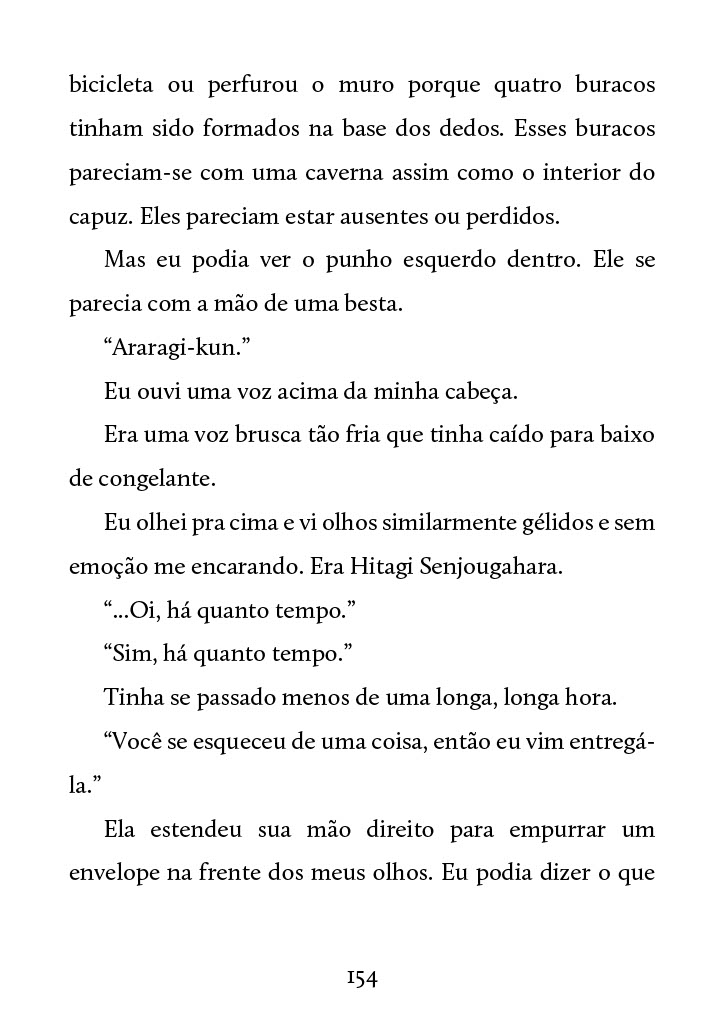 bicicleta ou perfurou o muro porque quatro buracos
tinham sido formados na base dos dedos. Esses buracos
pareciam-se com uma caverna assim como o interior do
capuz. Eles pareciam estar ausentes ou perdidos.
Mas eu podia ver o punho esquerdo dentro. Ele se
parecia com a mão de uma besta.
“Araragi-kun.”
Eu ouvi uma voz acima da minha cabeça.
Era uma voz brusca tão fria que tinha caído para baixo
de congelante.
Eu olhei pra cima e vi olhos similarmente gélidos e sem
emoção me encarando. Era Hitagi Senjougahara.
“...Oi, há quanto tempo.”
“Sim, há quanto tempo.”
Tinha se passado menos de uma longa, longa hora.
“Você se esqueceu de uma coisa, então eu vim entregá-
la.”
Ela estendeu sua mão direito para empurrar um
envelope na frente dos meus olhos. Eu podia dizer o que
154